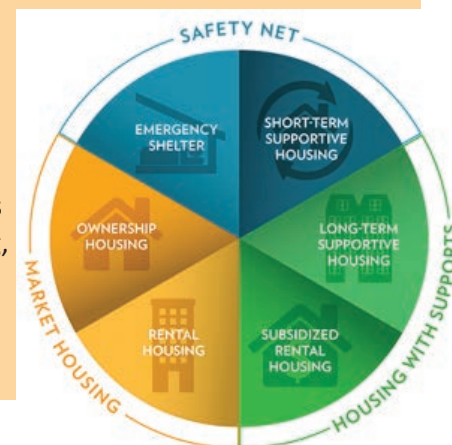 SAFETY NET
EMERGENCY
SHELTER
SHORT-TERM
SUPPORTIVE
HOUSING
OWNERSHIP
HOUSING
LONG-TERM
SUPPORTIVE
HOUSING
RENTAL
HOUSING
SUBSIDIZED
RENTAL
HOUSING
MARKET HOUSING
HOUSING WITH SUPPORTS